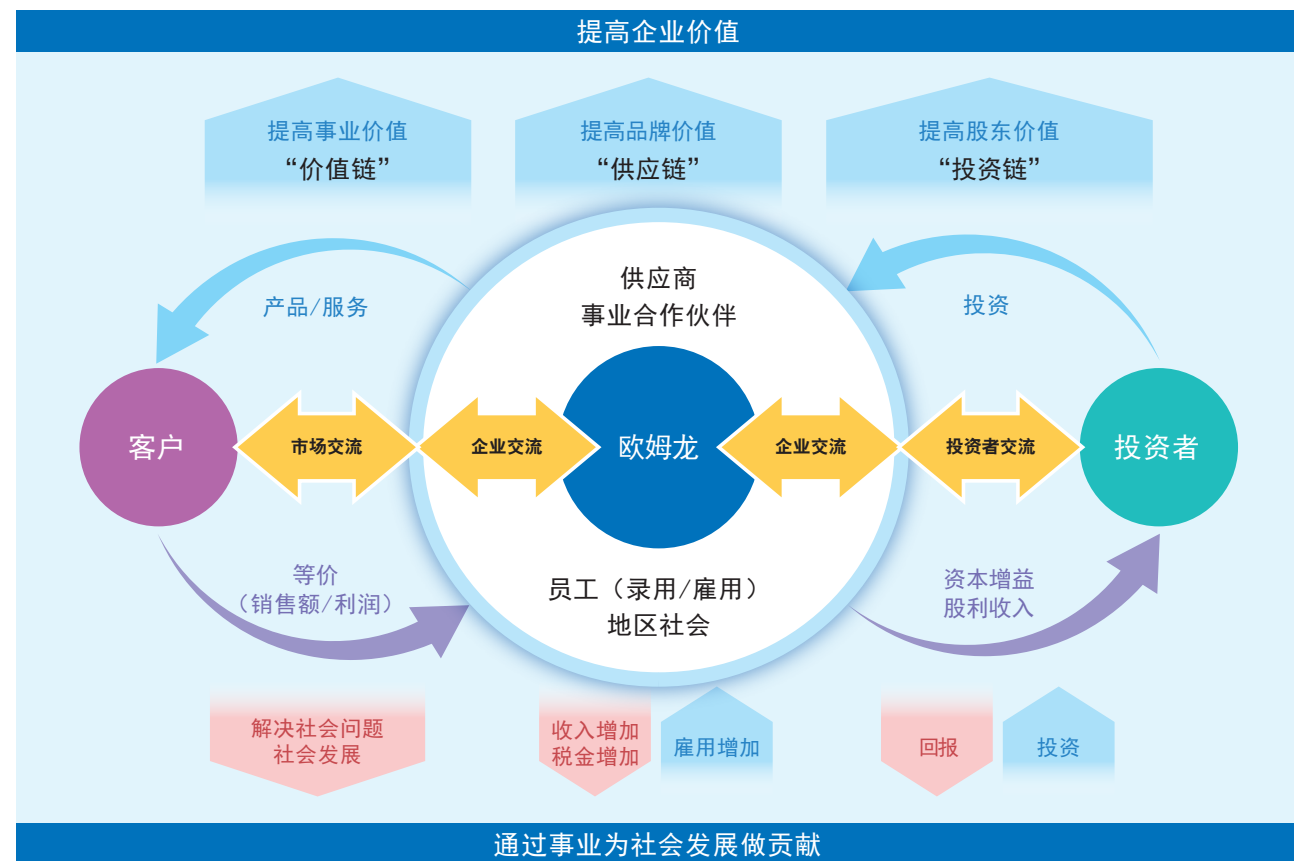 提高企业价值
提高事业价值
“价值链”
提高品牌价值
“供应链”
提高股东价值
“投资链”
供应商
事业合作伙伴
产品/服务
投资
客户
市场交流
企业交流
欧姆龙
企业交流
投资者交流
投资者
等价
（销售额/利润）
员工（录用/雇用）
地区社会
资本增益
股利收入
解决社会问题
社会发展
收入增加
税金增加
雇用增加
回报
投资
通过事业为社会发展做贡献